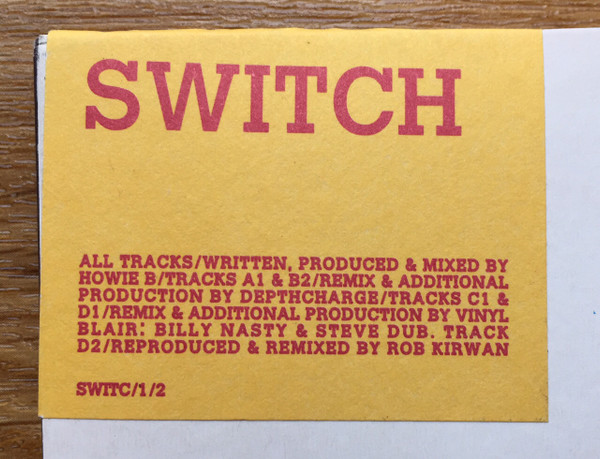 SWITCH
ALL TRACKS/WRITTEN, PRODUCED & MIXED BY
HOWIE B/TRACKS A1 & B2/REMIX & ADDITIONAL
PRODUCTION BY DEPTHCHARGE/TRACKS C1 &
D1/REMIX & ADDITIONAL PRODUCTION BY VINYL
BLAIR: BILLY NASTY & STEVE DUB. TRACK
D2/REPRODUCED & REMIXED BY ROB KIRWAN
SWITC/1/2